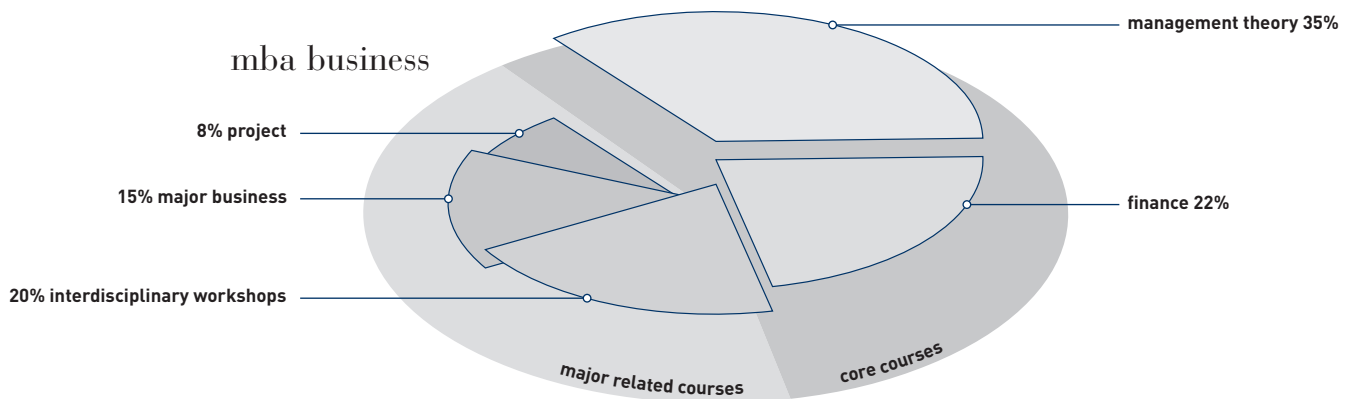 management theory 35%
mba business
8% project
15% major business
finance 22%
20% interdisciplinary workshops
core courses
major related courses